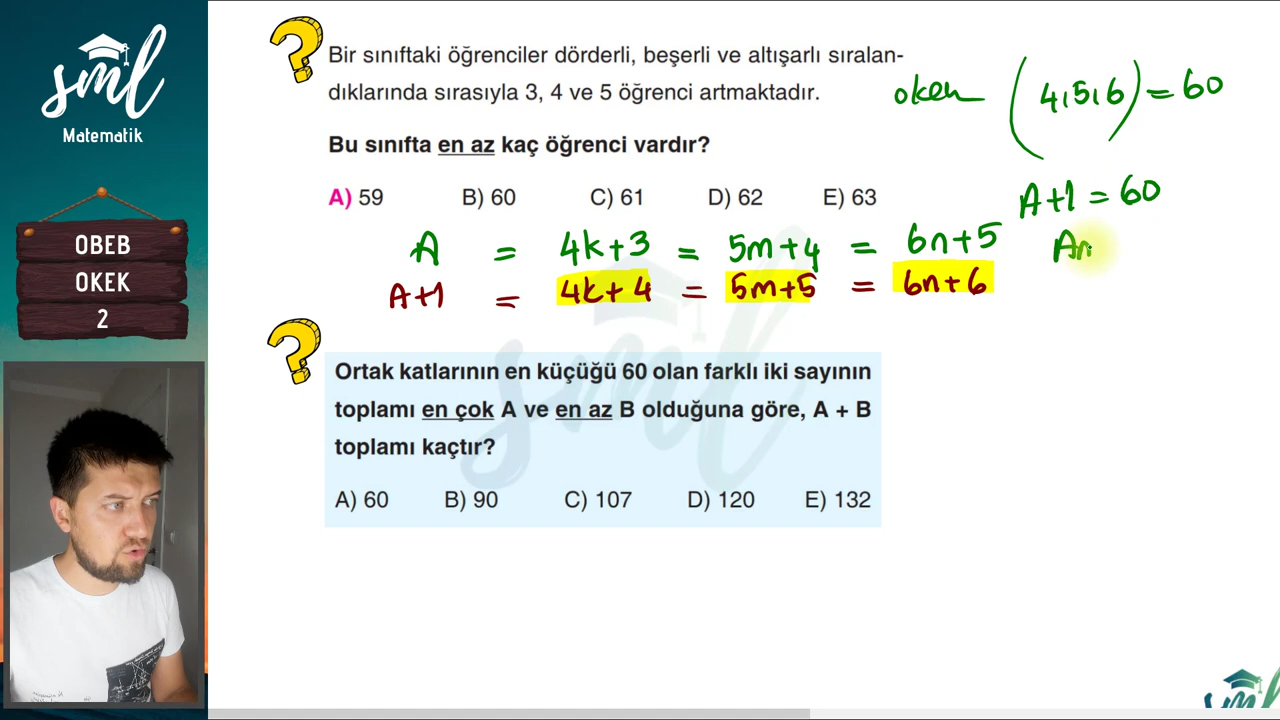 sml
Matematik
OBEB
OKEK
2
Bir sınıftaki öğrenciler dörderli, beşerli ve altışarlı sıralan-
dıklarında sırasıyla 3, 4 ve 5 öğrenci artmaktadır.
Bu sınıfta en az kaç öğrenci vardır?
A) 59 B) 60 C) 61 D) 62 E) 63
okek (4,5,6) = 60
A+1 = 60
A = 4k+3 = 5m+4 = 6n+5
A+1 = 4k+4 = 5m+5 = 6n+6
Ortak katlarının en küçüğü 60 olan farklı iki sayının
toplamı en çok A ve en az B olduğuna göre, A + B
toplamı kaçtır?
A) 60 B) 90 C) 107 D) 120 E) 132
sml